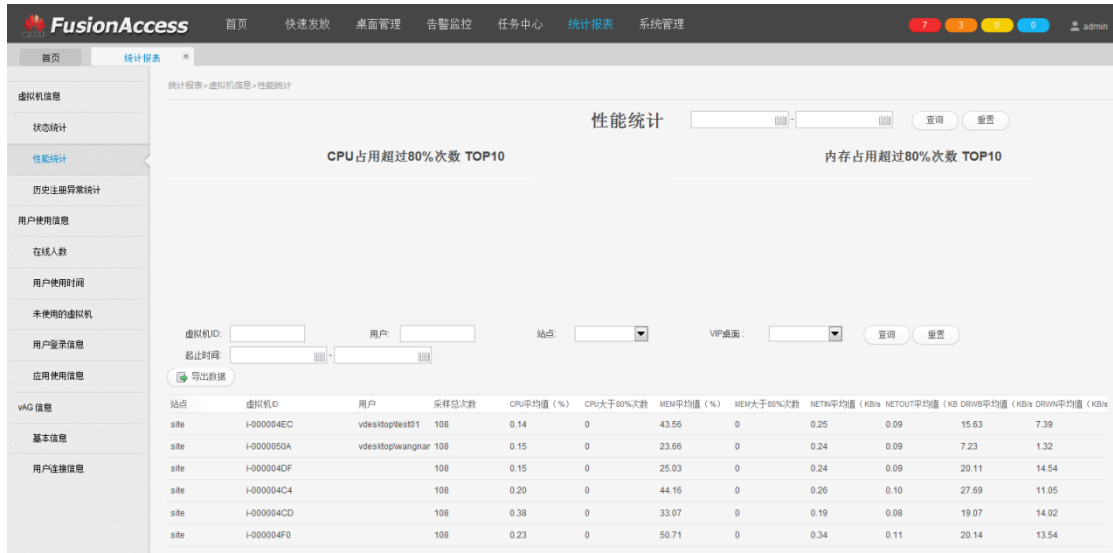 FusionAccess 首页 快速发放 桌面管理 告警监控 任务中心 统计报表 系统管理 7 3 0 0 admin
首页 统计报表
统计报表>虚拟机信息>性能统计
虚拟机信息
状态统计
性能统计
历史注册异常统计
用户使用信息
在线人数
用户使用时间
未使用的虚拟机
用户登录信息
应用使用信息
vAG 信息
基本信息
用户连接信息
性能统计 - 查询 重置
CPU占用超过80%次数 TOP10 内存占用超过80%次数 TOP10
虚拟机ID: 用户: 站点: VIP桌面: 查询 重置
起止时间: -
导出数据
站点 虚拟机ID 用户 采样总次数 CPU平均值（%） CPU大于80%次数 MEM平均值（%） MEM大于80%次数 NETIN平均值（KB/s NETOUT平均值（KB DRWB平均值（KB/s DRWN平均值（KB/s
site i-000004EC vdesktop\test01 108 0.14 0 43.56 0 0.25 0.09 15.63 7.39
site i-0000050A vdesktop\wangnan 108 0.15 0 23.66 0 0.24 0.09 7.23 1.32
site i-000004DF 108 0.15 0 25.03 0 0.24 0.09 20.11 14.54
site i-000004C4 108 0.20 0 44.16 0 0.26 0.10 27.69 11.05
site i-000004CD 108 0.38 0 33.07 0 0.19 0.08 19.07 14.02
site i-000004F0 108 0.23 0 50.71 0 0.34 0.11 20.14 13.54